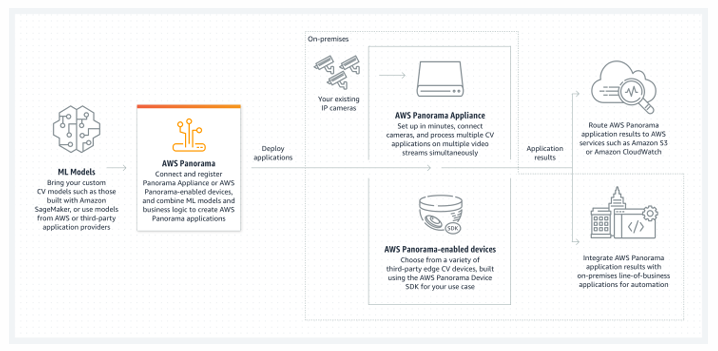 On-premises
Your existing
IP cameras
AWS Panorama Appliance
Set up in minutes, connect
cameras, and process multiple CV
applications on multiple video
streams simultaneously
ML Models
Bring your custom
CV models such as those
built with Amazon
SageMaker, or use models
from AWS or third-party
application providers
AWS Panorama
Connect and register
Panorama Appliance or AWS
Panorama-enabled devices,
and combine ML models and
business logic to create AWS
Panorama applications
Deploy
applications
SDK
AWS Panorama-enabled devices
Choose from a variety of
third-party edge CV devices, built
using the AWS Panorama Device
SDK for your use case
Application
results
Route AWS Panorama
application results to AWS
services such as Amazon S3
or Amazon CloudWatch
Integrate AWS Panorama
application results with
on-premises line-of-business
applications for automation